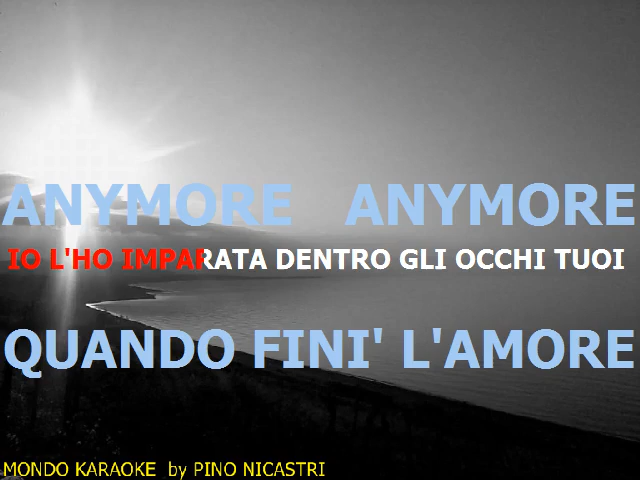 ANYMORE ANYMORE
IO L'HO IMPARATA DENTRO GLI OCCHI TUOI
QUANDO FINI' L'AMORE
MONDO KARAOKE by PINO NICASTRI